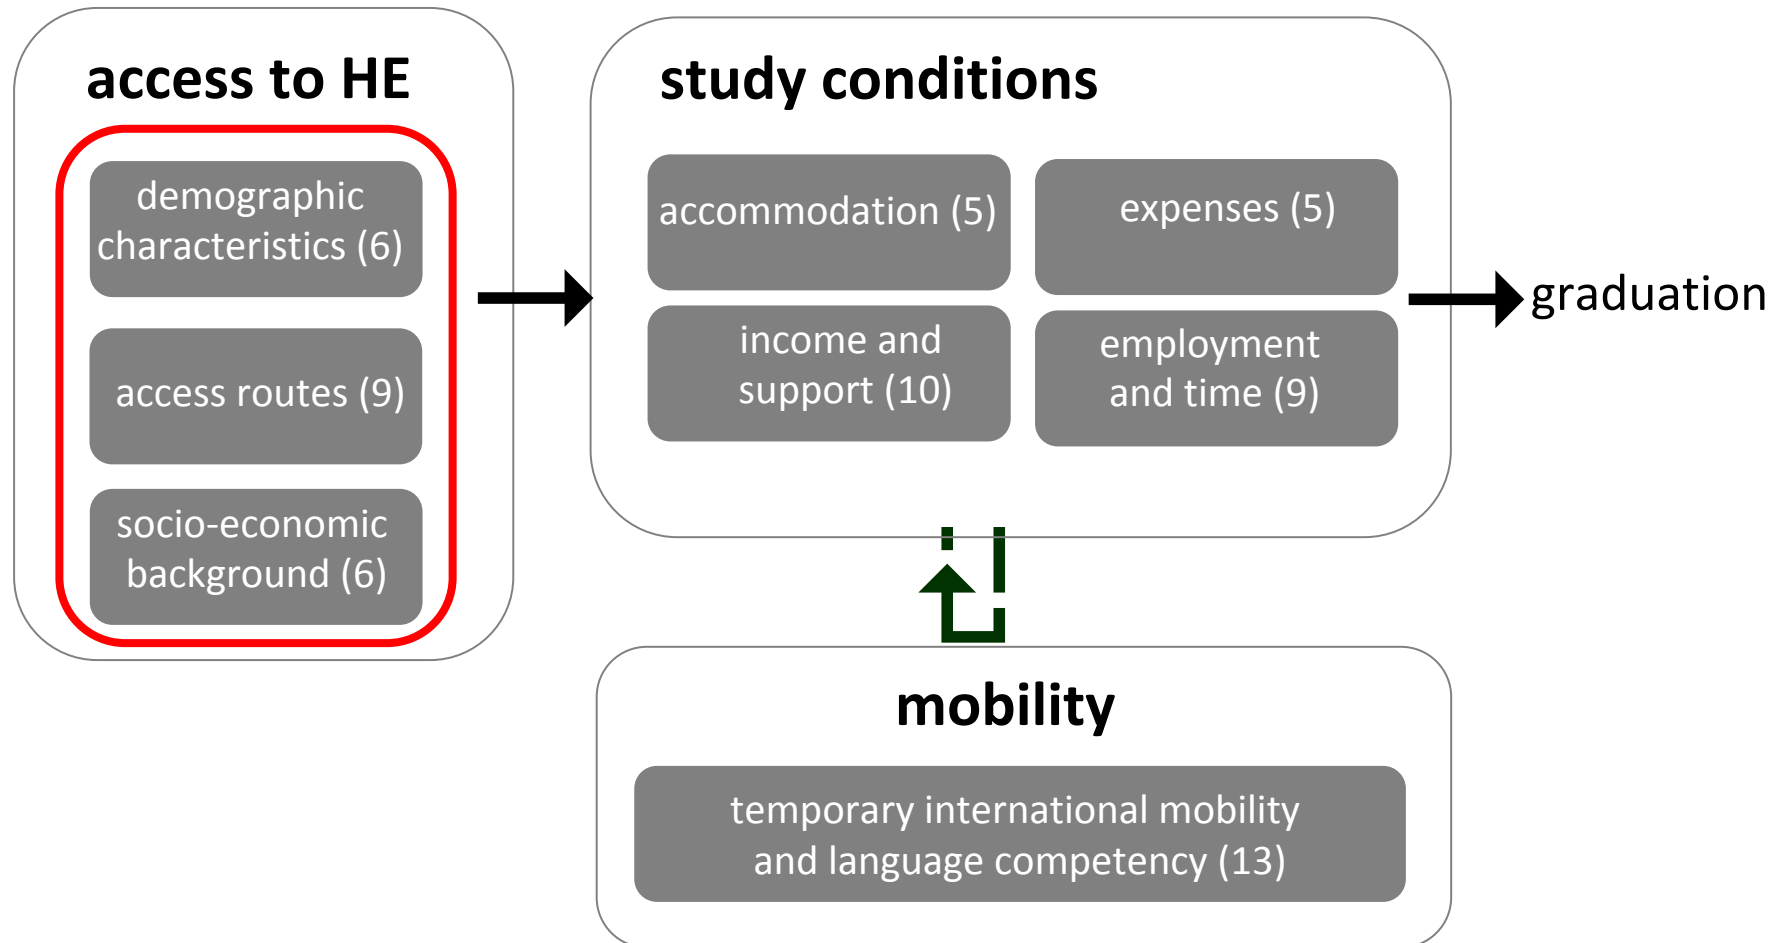 access to HE
demographic
characteristics (6)
access routes (9)
socio-economic
background (6)
study conditions
accommodation (5)
expenses (5)
income and
support (10)
employment
and time (9)
graduation
mobility
temporary international mobility
and language competency (13)